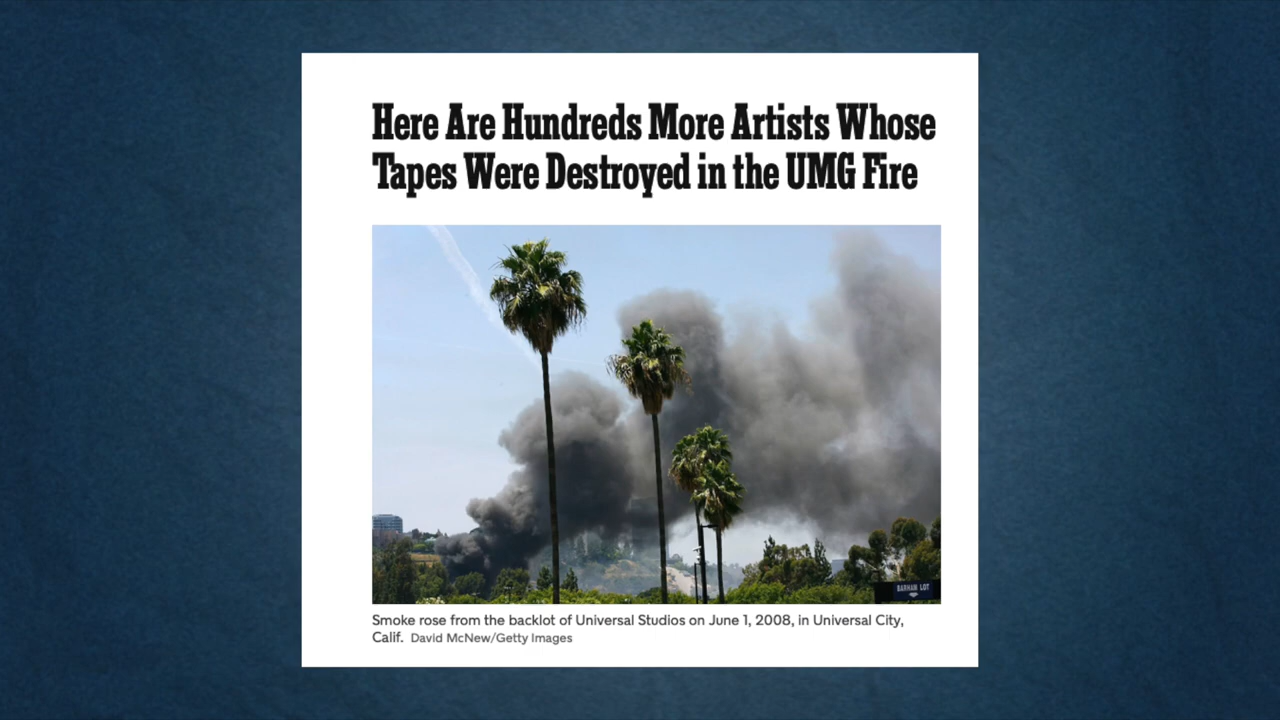 Here Are Hundreds More Artists Whose
Tapes Were Destroyed in the UMG Fire
BARHAM LOT
Smoke rose from the backlot of Universal Studios on June 1, 2008, in Universal City,
Calif. David McNew/Getty Images